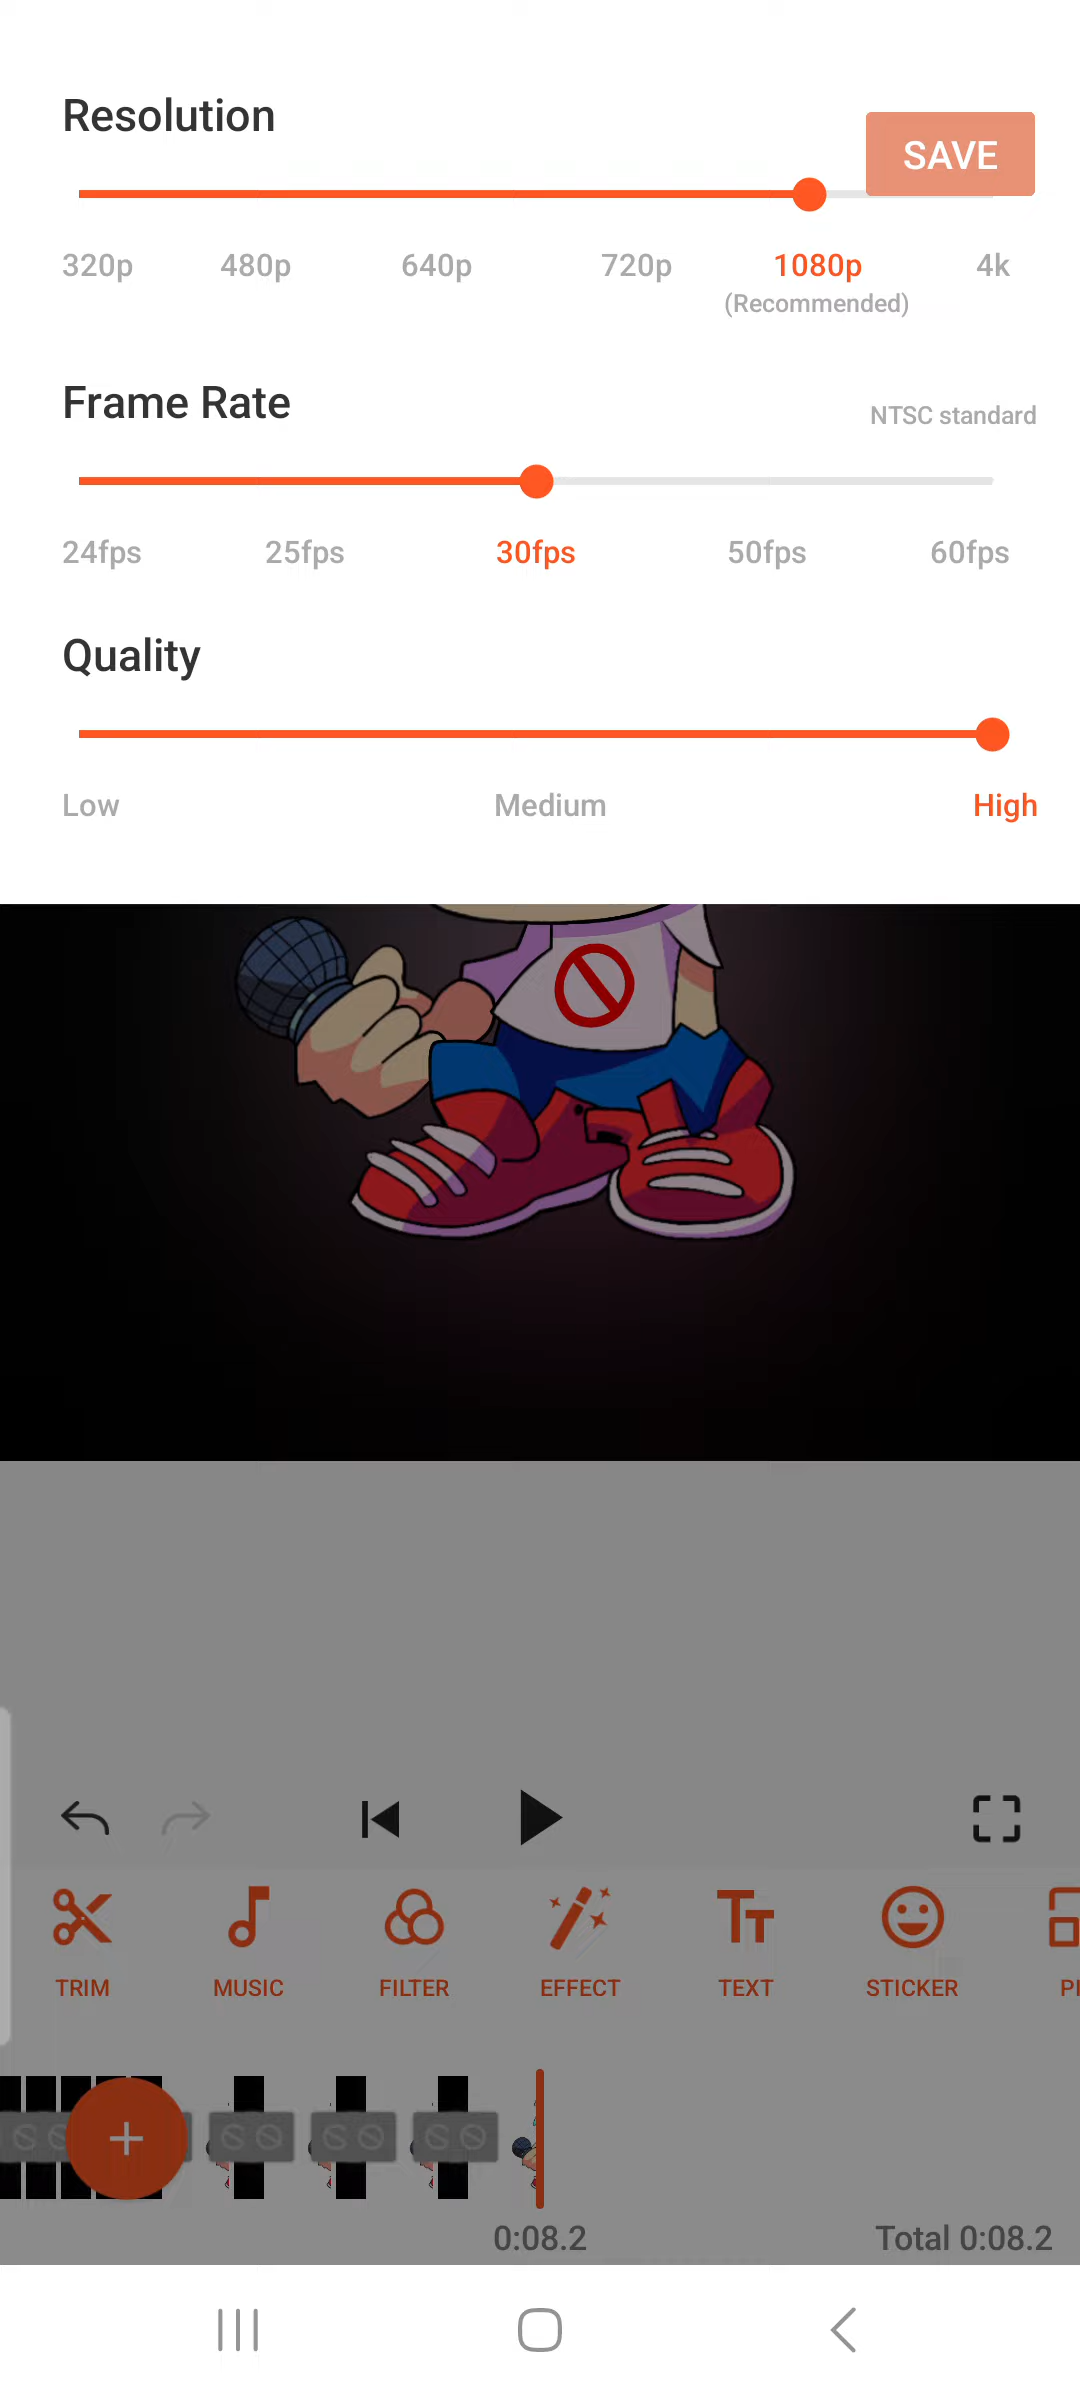 Resolution
SAVE
320p 480p 640p 720p 1080p 4k
(Recommended)
Frame Rate
NTSC standard
24fps 25fps 30fps 50fps 60fps
Quality
Low Medium High
TRIM MUSIC FILTER EFFECT TEXT STICKER PI
0:08.2 Total 0:08.2